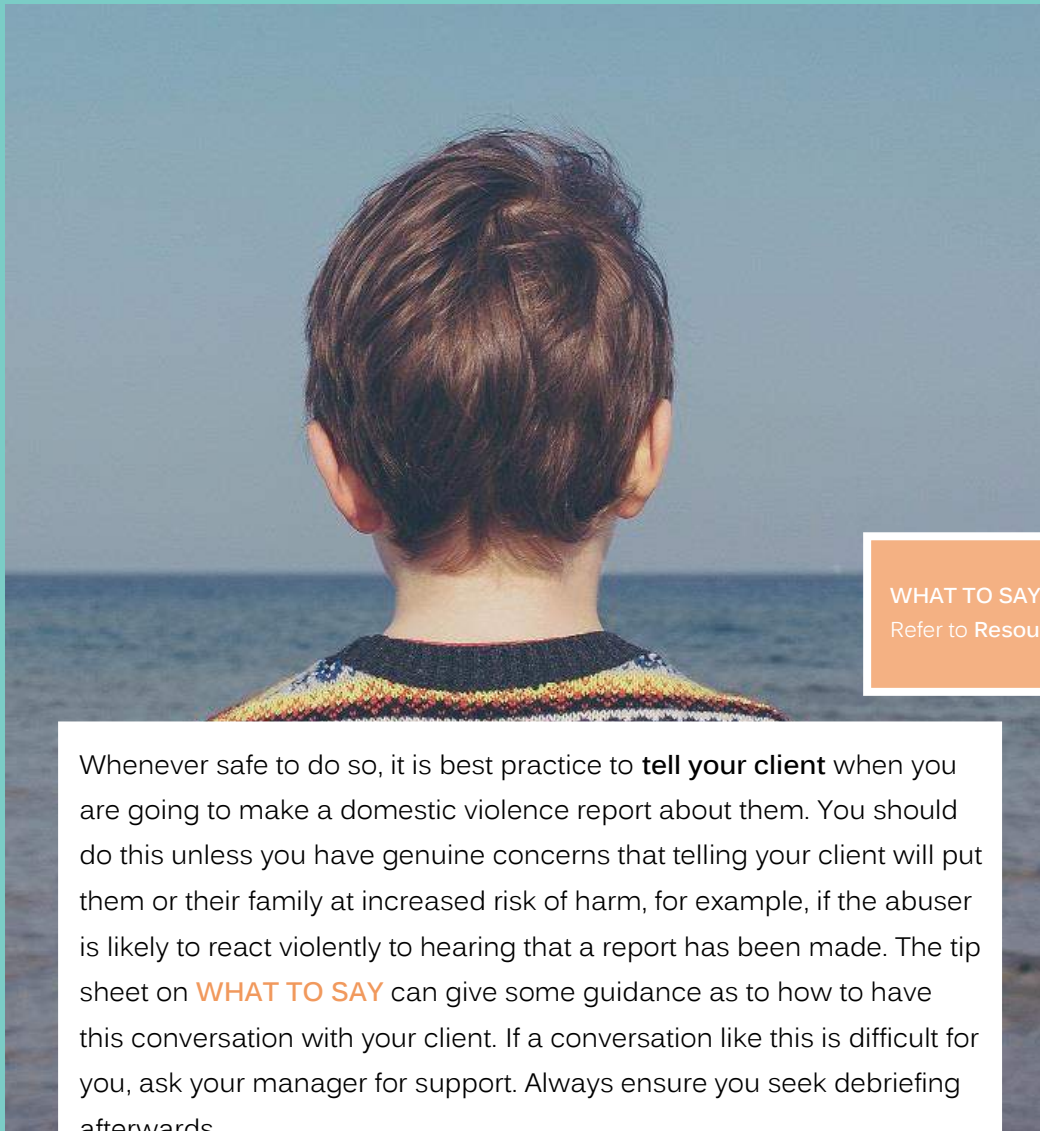 WHAT TO SAY
Refer to
Whenever safe to do so, it is best practice to tell your client when you
are going to make a domestic violence report about them. You should
do this unless you have genuine concerns that telling your client will put
them or their family at increased risk of harm, for example, if the abuser
is likely to react violently to hearing that a report has been made. The tip
sheet on WHAT TO SAY can give some guidance as to how to have
this conversation with your client. If a conversation like this is difficult for
you, ask your manager for support. Always ensure you seek debriefing
afterwards